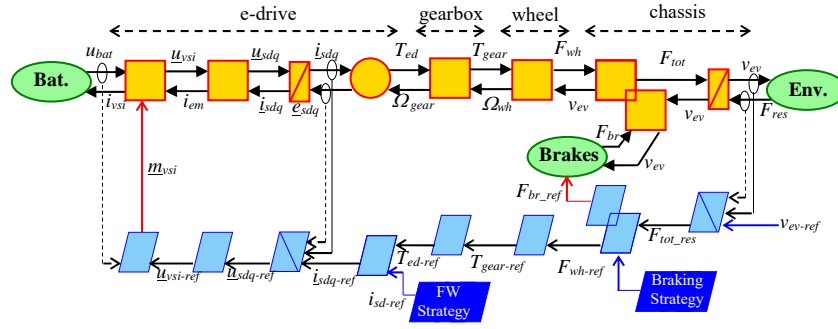 e-drive gearbox wheel chassis
u_bat u_vsi u_sdq i_sdq T_ed T_gear F_wh F_tot v_ev
Bat. Env.
i_vsi i_em i_sdq e_sdq Ω_gear Ω_wh v_ev v_ev F_res
F_br
m_vsi Brakes v_ev
F_br_ref
u_vsi-ref u_sdq-ref i_sdq-ref T_ed-ref T_gear-ref F_wh-ref F_tot_res v_ev-ref
i_sd-ref FW
Strategy
Braking
Strategy